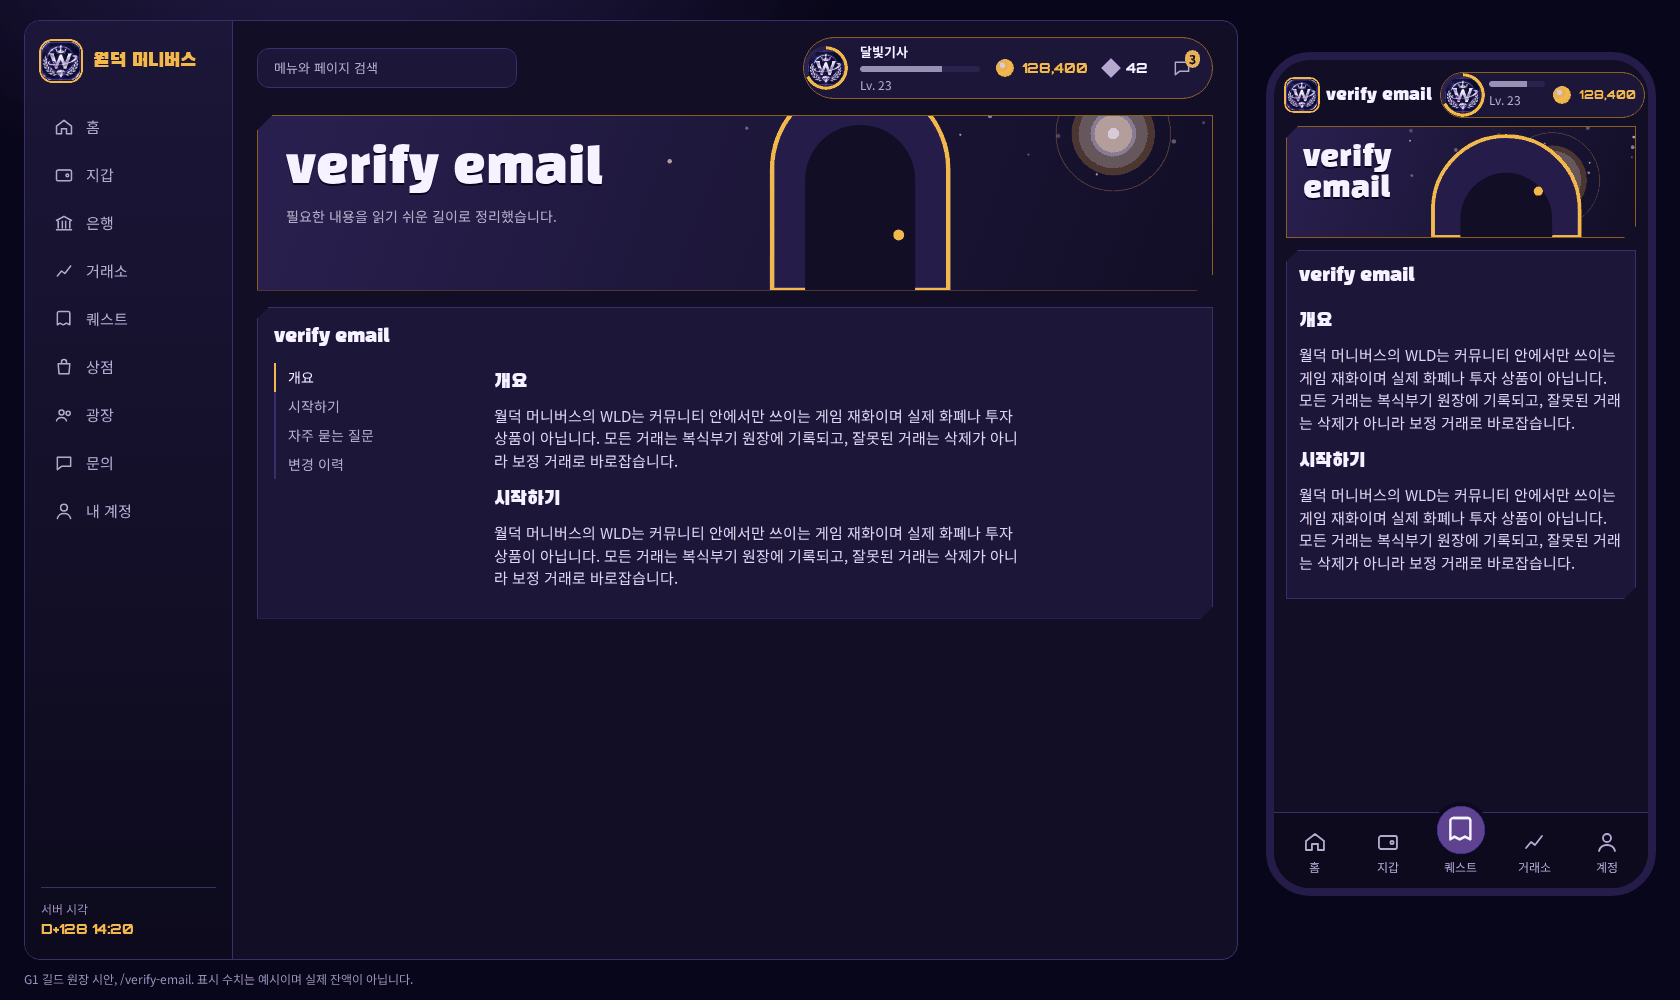 월덕 머니버스
홈
지갑
은행
거래소
퀘스트
상점
광장
문의
내 계정
서버 시각
D+128 14:20
메뉴와 페이지 검색
달빛기사
Lv. 23
128,400
42
3
verify email
필요한 내용을 읽기 쉬운 길이로 정리했습니다.
verify email
개요
시작하기
자주 묻는 질문
변경 이력
개요
월덕 머니버스의 WLD는 커뮤니티 안에서만 쓰이는 게임 재화이며 실제 화폐나 투자
상품이 아닙니다. 모든 거래는 복식부기 원장에 기록되고, 잘못된 거래는 삭제가 아니
라 보정 거래로 바로잡습니다.
시작하기
월덕 머니버스의 WLD는 커뮤니티 안에서만 쓰이는 게임 재화이며 실제 화폐나 투자
상품이 아닙니다. 모든 거래는 복식부기 원장에 기록되고, 잘못된 거래는 삭제가 아니
라 보정 거래로 바로잡습니다.
G1 길드 원장 시안, /verify-email. 표시 수치는 예시이며 실제 잔액이 아닙니다.
verify email
Lv. 23
128,400
verify
email
verify email
개요
월덕 머니버스의 WLD는 커뮤니티 안에서만 쓰이는
게임 재화이며 실제 화폐나 투자 상품이 아닙니다.
모든 거래는 복식부기 원장에 기록되고, 잘못된 거래
는 삭제가 아니라 보정 거래로 바로잡습니다.
시작하기
월덕 머니버스의 WLD는 커뮤니티 안에서만 쓰이는
게임 재화이며 실제 화폐나 투자 상품이 아닙니다.
모든 거래는 복식부기 원장에 기록되고, 잘못된 거래
는 삭제가 아니라 보정 거래로 바로잡습니다.
홈
지갑
퀘스트
거래소
계정